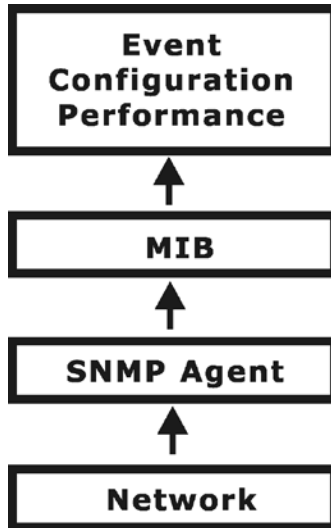 Event
Configuration
Performance
MIB
SNMP Agent
Network